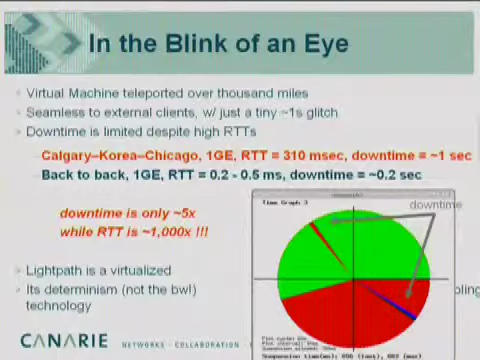 In the Blink of an Eye
Virtual Machine teleported over thousand miles
Seamless to external clients, w/ just a tiny ~1s glitch
Downtime is limited despite high RTTs
–Calgary–Korea–Chicago, 1GE, RTT = 310 msec, downtime = ~1 sec
–Back to back, 1GE, RTT = 0.2 - 0.5 ms, downtime = ~0.2 sec
Time Graph 3
downtime
downtime is only ~5x
while RTT is ~1,000x !!!
Lightpath is a virtualized
Its determinism (not the bw!)
technology
CANARIE
NETWORKS · COLLABORATION